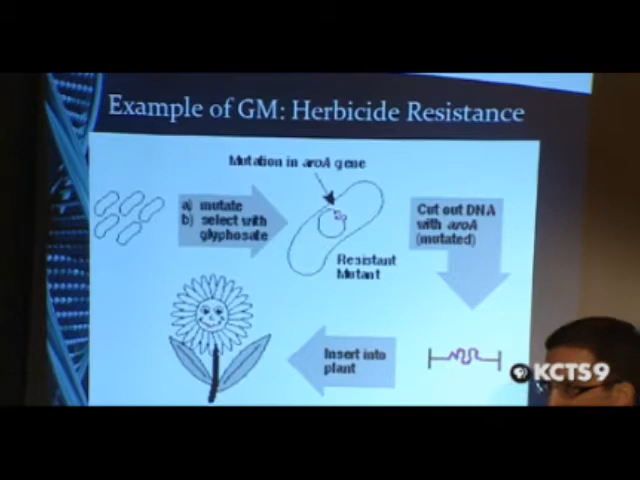 Example of GM: Herbicide Resistance
Mutation in aroA gene
a) mutate
b) select with
glyphosate
Cut out DNA
with aroA
(mutated)
Resistant
Mutant
Insert into
plant
KCTS9